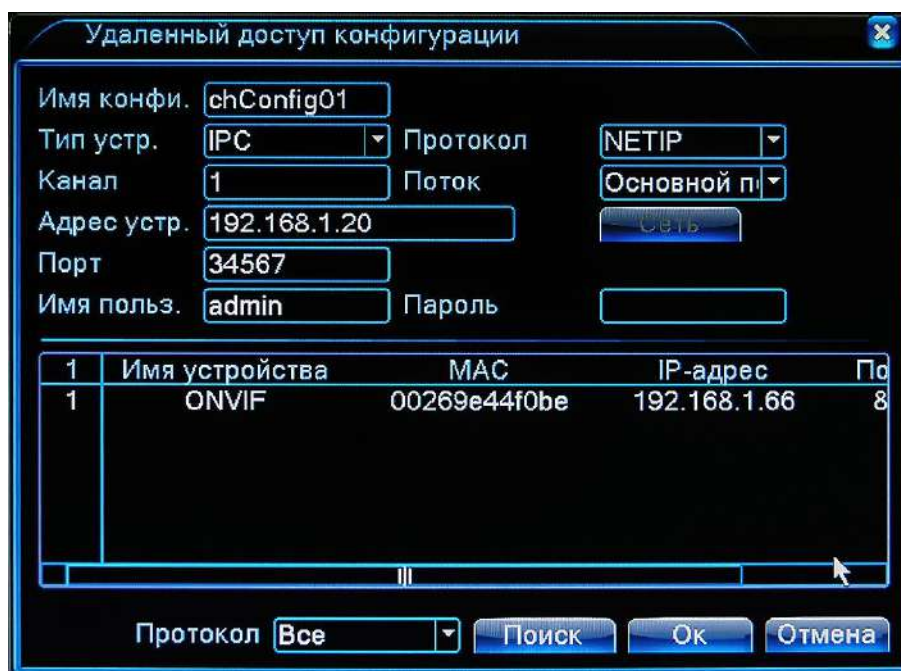 Удаленный доступ конфигурации
Имя конфи. chConfig01
Тип устр. IPC Протокол NETIP
Канал 1 Поток Основной п
Адрес устр. 192.168.1.20 Сеть
Порт 34567
Имя польз. admin Пароль
1 Имя устройства MAC IP-адрес По
1 ONVIF 00269e44f0be 192.168.1.66 8
Протокол Все Поиск Ок Отмена